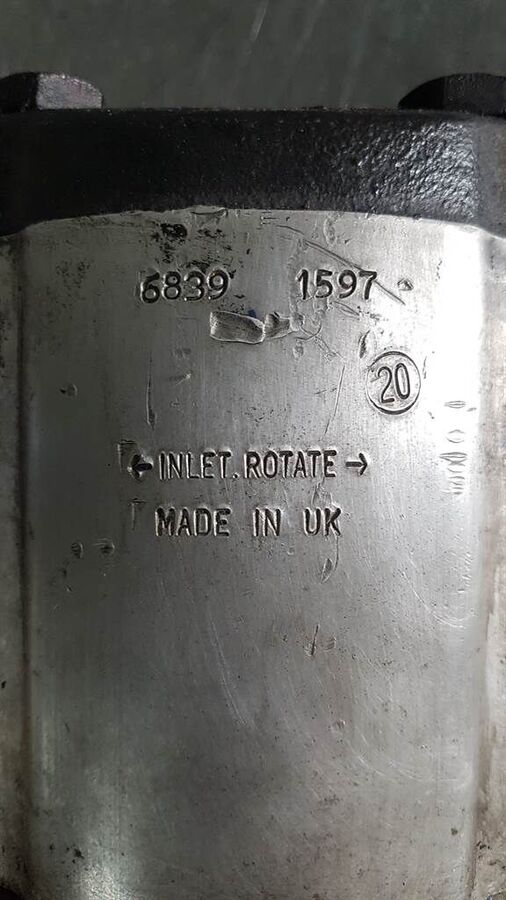 6839 1597
20
← INLET. ROTATE →
MADE IN UK